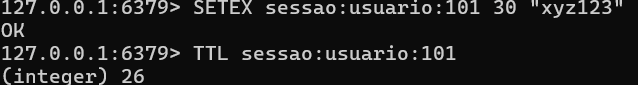 127.0.0.1:6379> SETEX sessao:usuario:101 30 "xyz123"
OK
127.0.0.1:6379> TTL sessao:usuario:101
(integer) 26